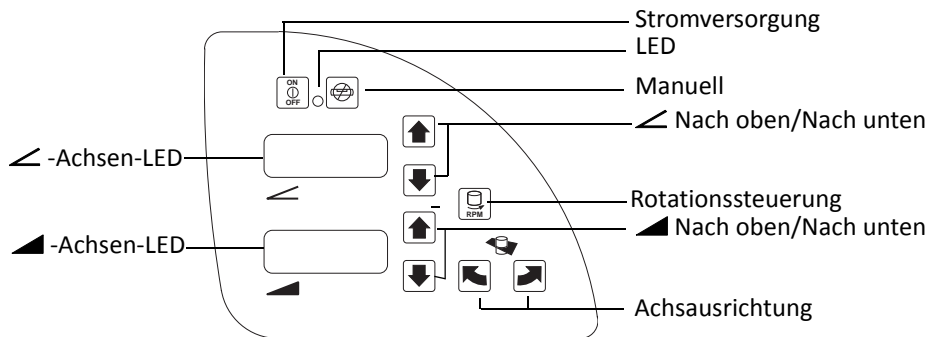 Stromversorgung
LED
Manuell
Nach oben/Nach unten
ON
OFF
-Achsen-LED
Rotationssteuerung
RPM
Nach oben/Nach unten
-Achsen-LED
Achsausrichtung